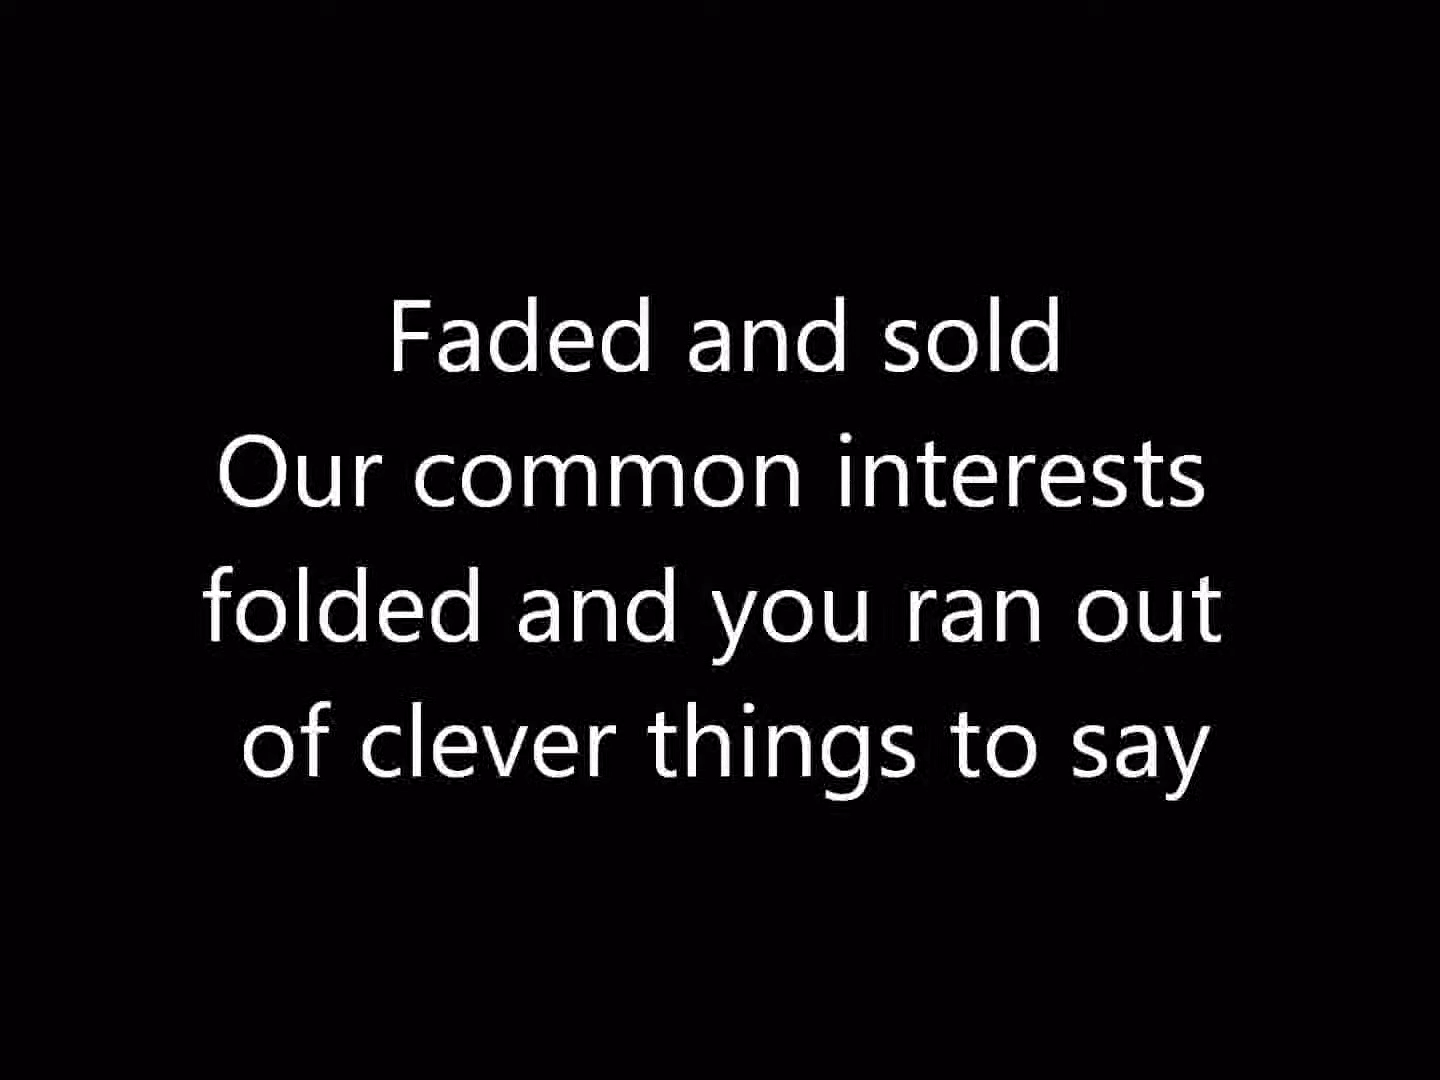 Faded and sold
Our common interests
folded and you ran out
of clever things to say